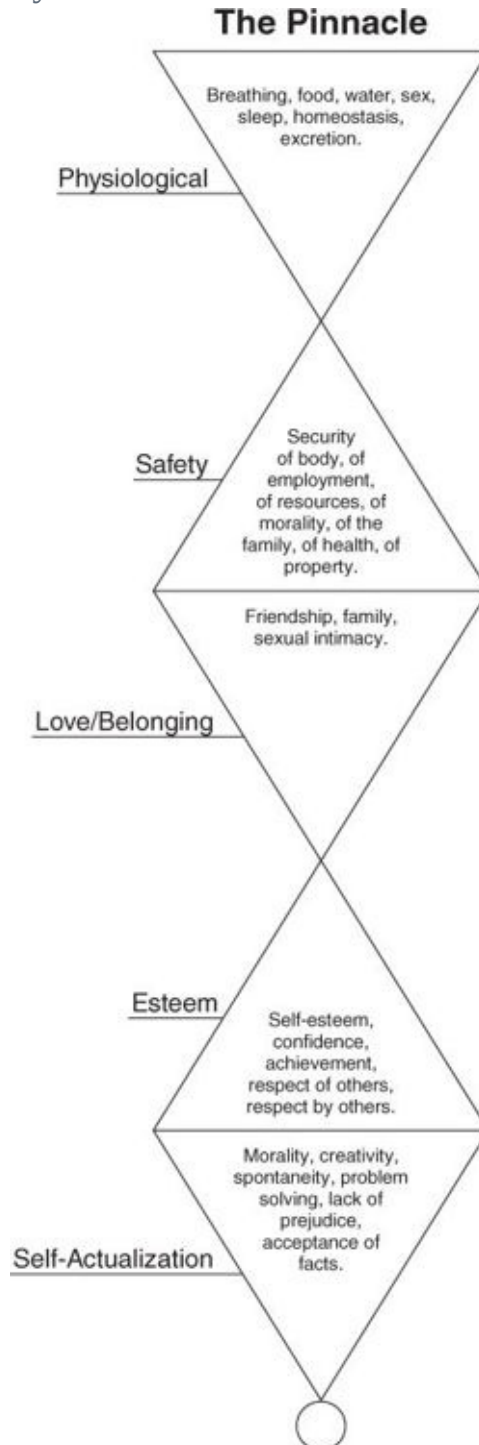 The Pinnacle
Breathing, food, water, sex,
sleep, homeostasis,
excretion.
Physiological
Security
of body, of
employment,
of resources, of
morality, of the
family, of health, of
property.
Safety
Friendship, family,
sexual intimacy.
Love/Belonging
Esteem
Self-esteem,
confidence,
achievement,
respect of others,
respect by others.
Morality, creativity,
spontaneity, problem
solving, lack of
prejudice,
acceptance of
facts.
Self-Actualization